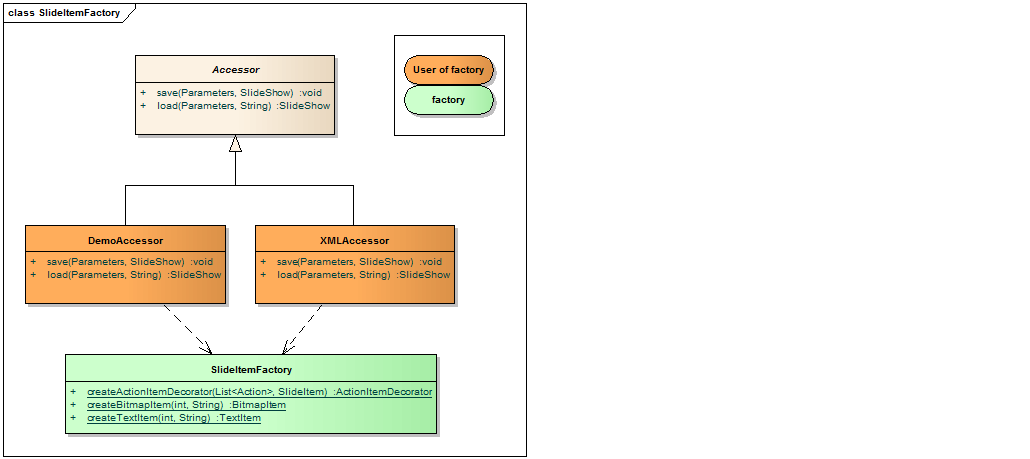 class SlideItemFactory
Accessor
+ save(Parameters, SlideShow) :void
+ load(Parameters, String) :SlideShow
User of factory
factory
DemoAccessor
+ save(Parameters, SlideShow) :void
+ load(Parameters, String) :SlideShow
XMLAccessor
+ save(Parameters, SlideShow) :void
+ load(Parameters, String) :SlideShow
SlideItemFactory
+ createActionItemDecorator(List<Action>, SlideItem) :ActionItemDecorator
+ createBitmapItem(int, String) :BitmapItem
+ createTextItem(int, String) :TextItem